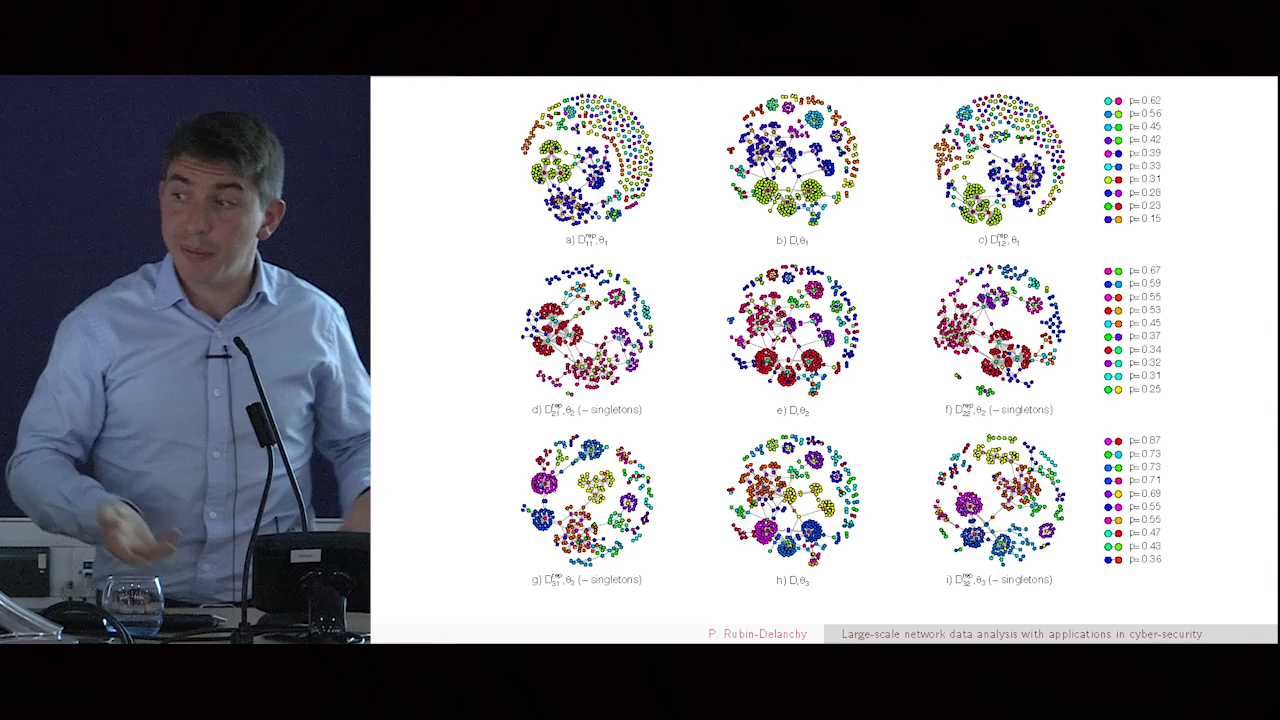 p= 0.62
p= 0.56
p= 0.45
p= 0.42
p= 0.39
p= 0.33
p= 0.31
p= 0.28
p= 0.23
p= 0.15
a) D₁₁ʳᵉᵖ,θ₁
b) D,θ₁
c) D₁₂ʳᵉᵖ,θ₁
p= 0.67
p= 0.59
p= 0.55
p= 0.53
p= 0.45
p= 0.37
p= 0.34
p= 0.32
p= 0.31
p= 0.25
d) D₂₁ʳᵉᵖ,θ₂ (− singletons)
e) D,θ₂
f) D₂₂ʳᵉᵖ,θ₂ (− singletons)
p= 0.87
p= 0.73
p= 0.73
p= 0.71
p= 0.69
p= 0.55
p= 0.55
p= 0.47
p= 0.43
p= 0.36
g) D₃₁ʳᵉᵖ,θ₃ (− singletons)
h) D,θ₃
i) D₃₂ʳᵉᵖ,θ₃ (− singletons)
P. Rubin-Delanchy
Large-scale network data analysis with applications in cyber-security